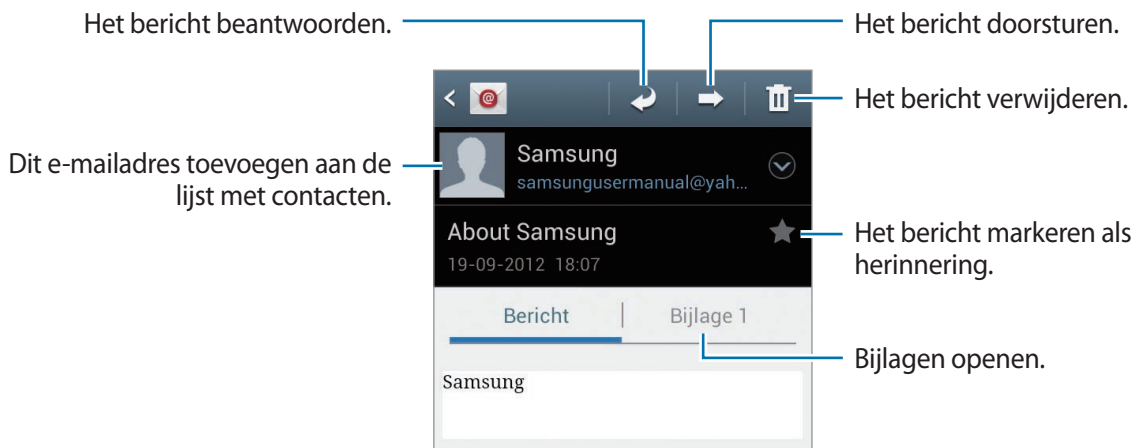 Het bericht beantwoorden.
Het bericht doorsturen.
Het bericht verwijderen.
Dit e-mailadres toevoegen aan de
lijst met contacten.
Samsung
samsungusermanual@yah...
About Samsung
19-09-2012 18:07
Het bericht markeren als
herinnering.
Bericht
Bijlage 1
Bijlagen openen.
Samsung